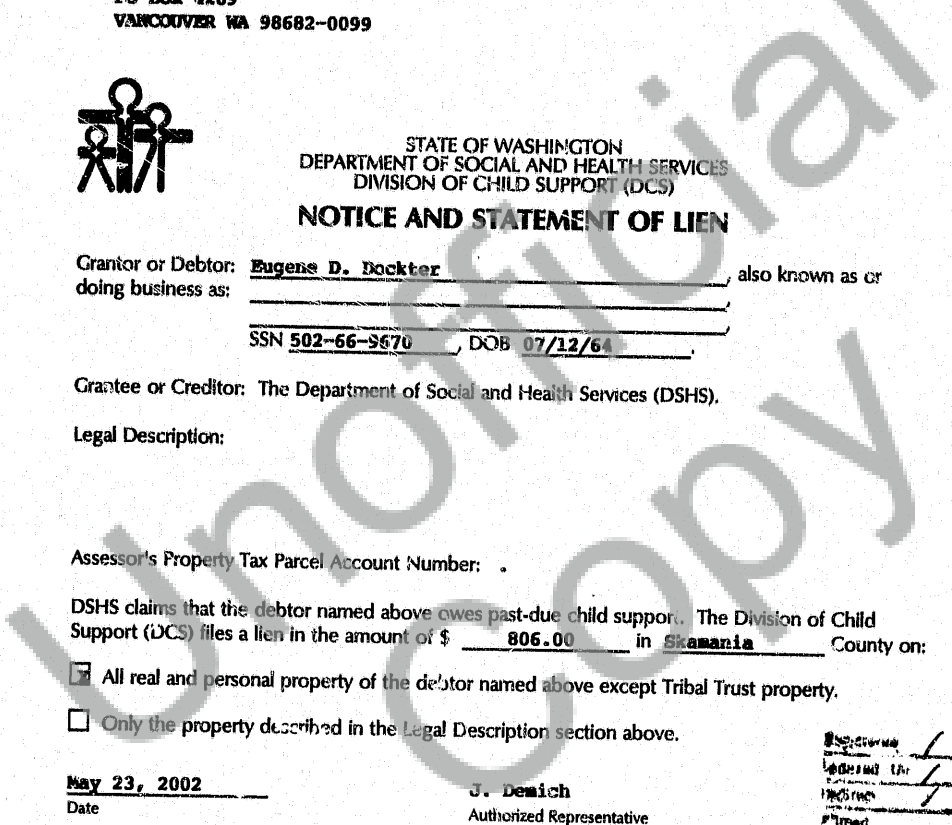 VANCOUVER WA 98682-0099
STATE OF WASHINGTON
DEPARTMENT OF SOCIAL AND HEALTH SERVICES
DIVISION OF CHILD SUPPORT (DCS)
NOTICE AND STATEMENT OF LIEN
Grantor or Debtor: Eugene D. Dockter, also known as or
doing business as:
SSN 502-66-9670, DOB 07/12/64.
Grantee or Creditor: The Department of Social and Health Services (DSHS).
Legal Description:
Assessor's Property Tax Parcel Account Number:
DSHS claims that the debtor named above owes past-due child support. The Division of Child
Support (DCS) files a lien in the amount of $ 806.00 in Skamania County on:
All real and personal property of the debtor named above except Tribal Trust property.
Only the property described in the Legal Description section above.
May 23, 2002 J. Demich
Date Authorized Representative
Unofficial
Copy